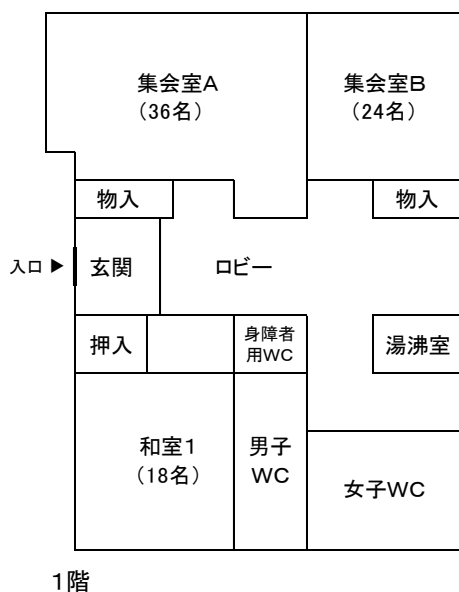 集会室A
(36名)
集会室B
(24名)
物入
物入
入口 ▶
玄関
ロビー
押入
身障者
用WC
湯沸室
和室1
(18名)
男子
WC
女子WC
1階